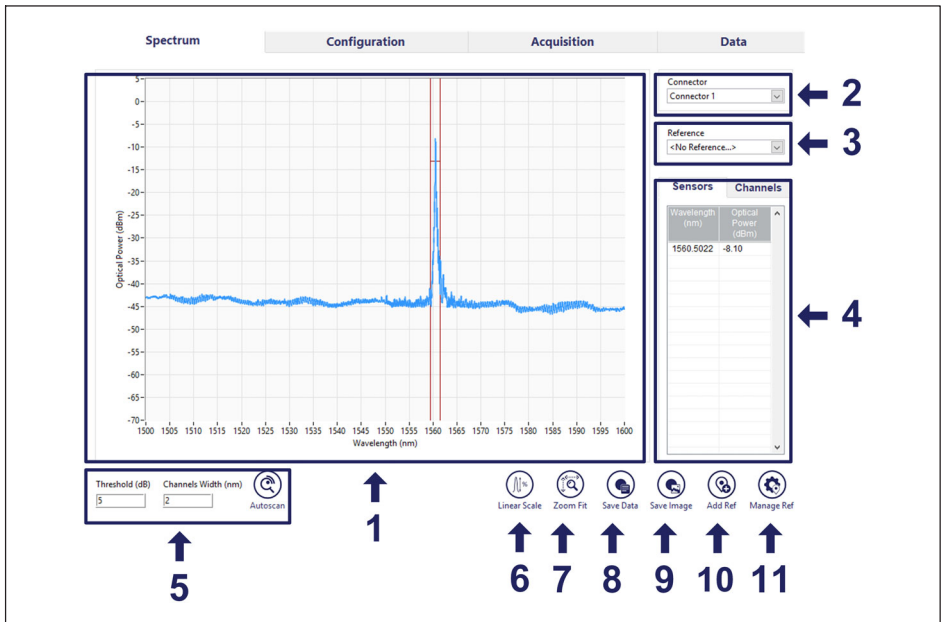 Spectrum Configuration Acquisition Data
Connector
Connector 1
2
Reference
<No Reference...>
3
Sensors Channels
Wavelength (nm) Optical Power (dBm)
1560.5022 -8.10
4
Optical Power (dBm)
5
0
-5
-10
-15
-20
-25
-30
-35
-40
-45
-50
-55
-60
-65
-70
1500 1505 1510 1515 1520 1525 1530 1535 1540 1545 1550 1555 1560 1565 1570 1575 1580 1585 1590 1595 1600
Wavelength (nm)
Threshold (dB) Channels Width (nm)
5 2
Autoscan
Linear Scale Zoom Fit Save Data Save Image Add Ref Manage Ref
%
1
5
6 7 8 9 10 11